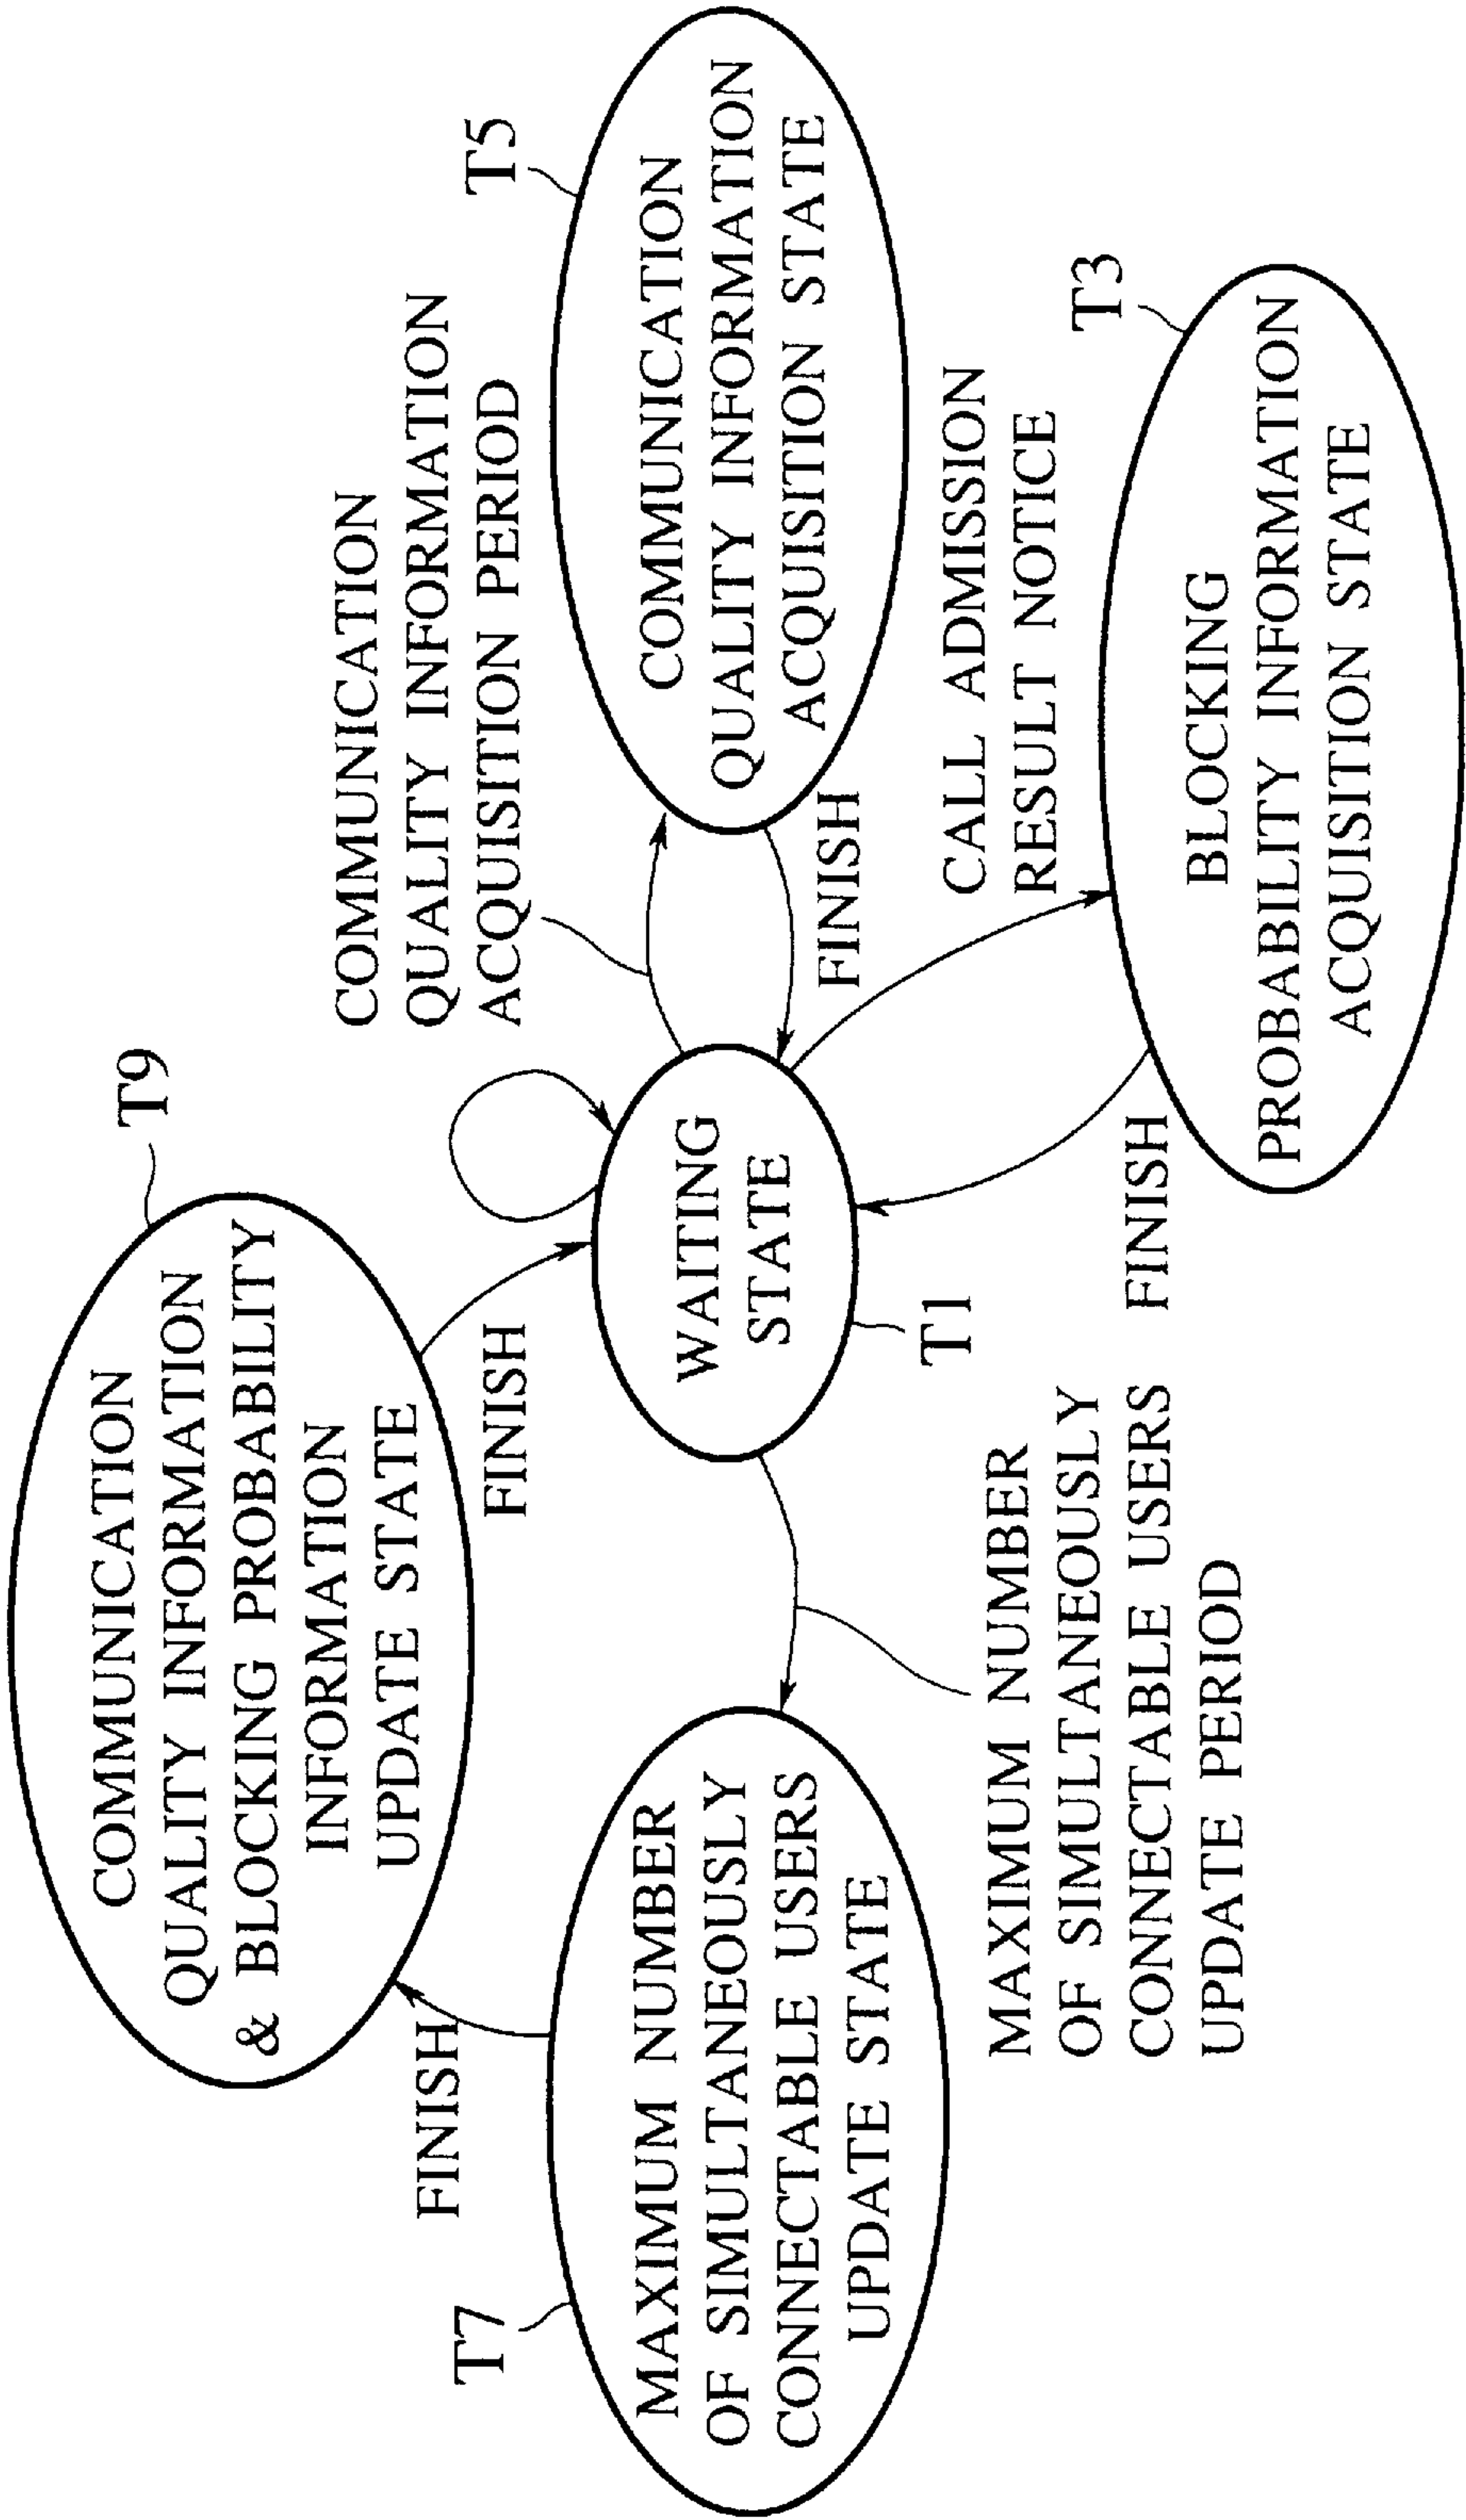 T9
COMMUNICATION
QUALITY INFORMATION
& BLOCKING PROBABILITY
INFORMATION
UPDATE STATE
COMMUNICATION
QUALITY INFORMATION
ACQUISITION PERIOD
T5
COMMUNICATION
QUALITY INFORMATION
ACQUISITION STATE
FINISH
FINISH
T7
MAXIMUM NUMBER
OF SIMULTANEOUSLY
CONNECTABLE USERS
UPDATE STATE
WAITING
STATE
T1
FINISH
CALL ADMISSION
RESULT NOTICE
MAXIMUM NUMBER
OF SIMULTANEOUSLY
CONNECTABLE USERS
UPDATE PERIOD
FINISH
T3
BLOCKING
PROBABILITY INFORMATION
ACQUISITION STATE